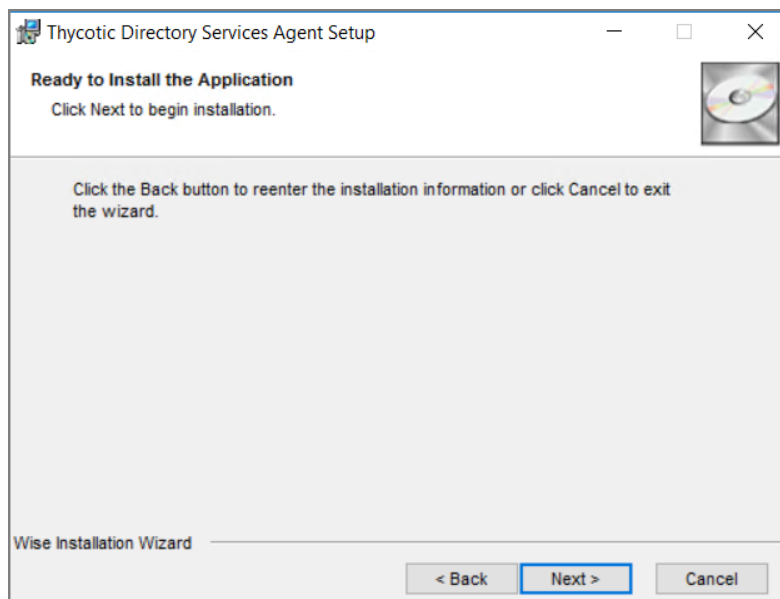 Thycotic Directory Services Agent Setup
Ready to Install the Application
Click Next to begin installation.
Click the Back button to reenter the installation information or click Cancel to exit
the wizard.
Wise Installation Wizard
< Back Next > Cancel